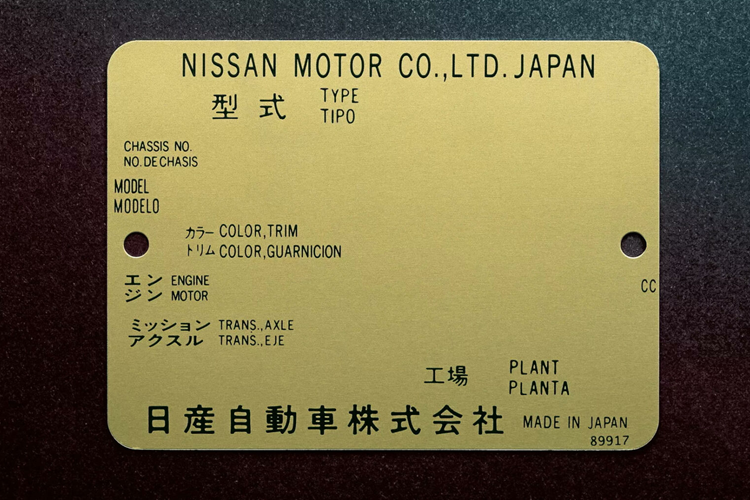 NISSAN MOTOR CO.,LTD. JAPAN
型式 TYPE
TIPO
CHASSIS NO.
NO. DE CHASIS
MODEL
MODELO
カラー COLOR,TRIM
トリム COLOR,GUARNICION
エン ENGINE
ジン MOTOR
CC
ミッション TRANS.,AXLE
アクスル TRANS.,EJE
工場 PLANT
PLANTA
日産自動車株式会社 MADE IN JAPAN
89917